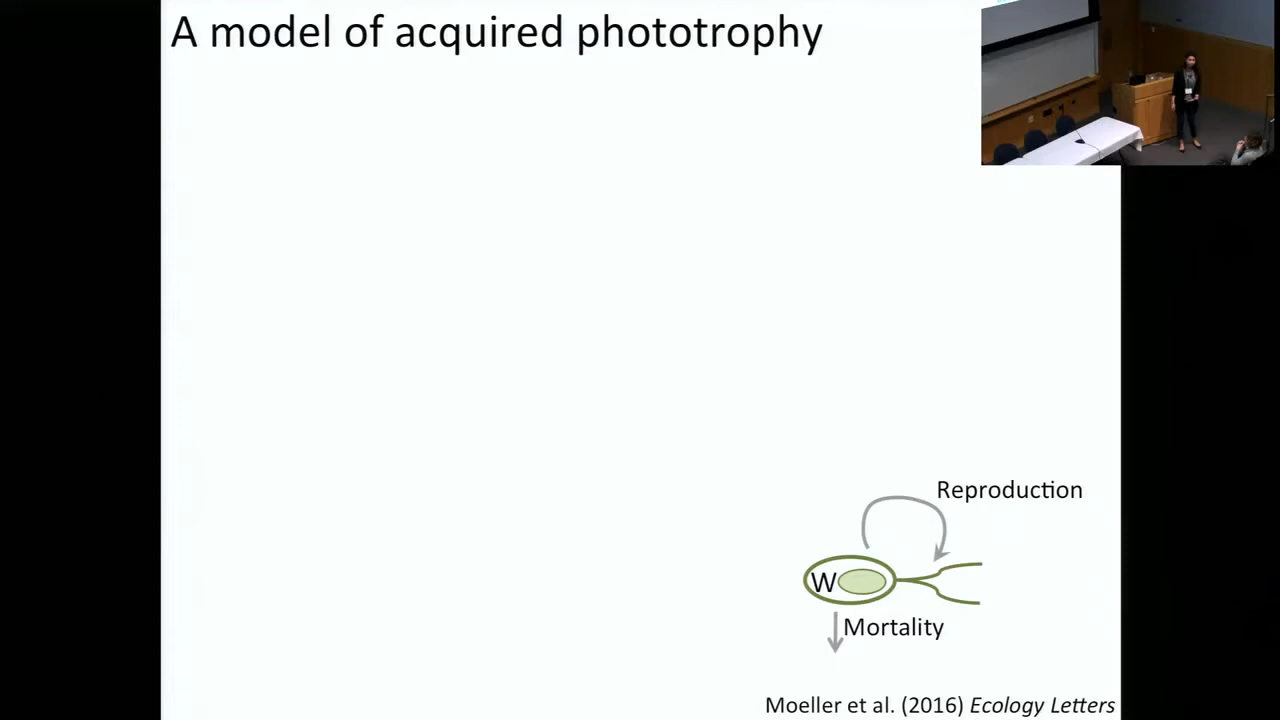 A model of acquired phototrophy
Reproduction
W
Mortality
Moeller et al. (2016) Ecology Letters